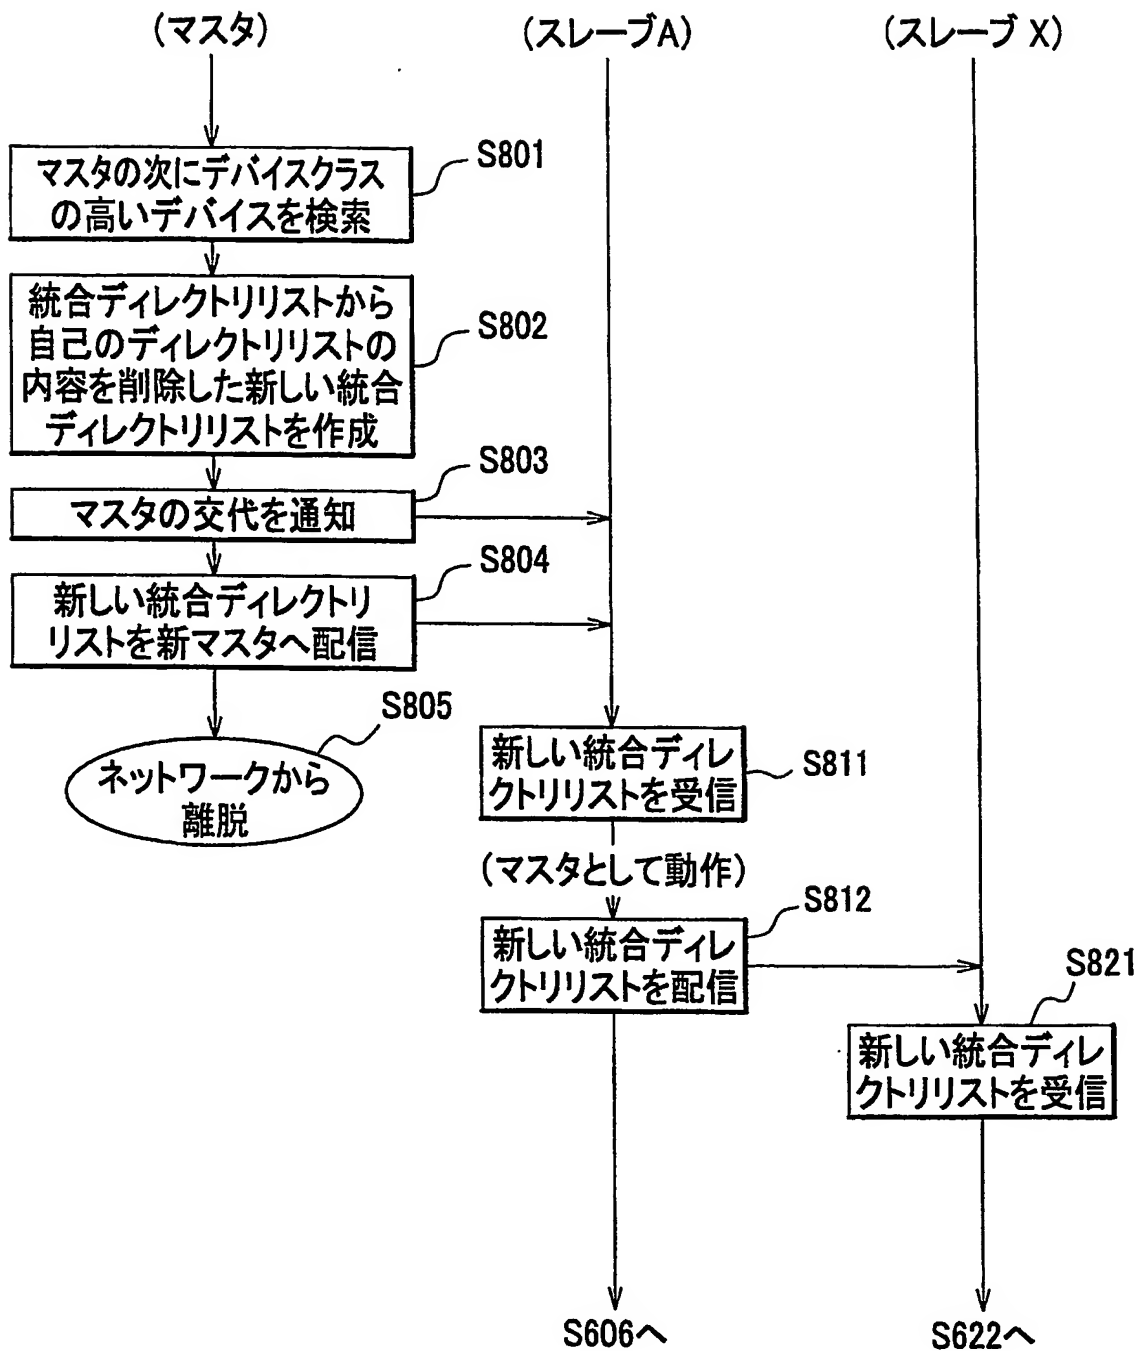 (マスタ)
(スレーブA)
(スレーブ X)
マスタの次にデバイスクラス
の高いデバイスを検索
S801
統合ディレクトリリストから
自己のディレクトリリストの
内容を削除した新しい統合
ディレクトリリストを作成
S802
マスタの交代を通知
S803
新しい統合ディレクトリ
リストを新マスタへ配信
S804
ネットワークから
離脱
S805
新しい統合ディレ
クトリリストを受信
S811
(マスタとして動作)
新しい統合ディレ
クトリリストを配信
S812
新しい統合ディレ
クトリリストを受信
S821
S606へ
S622へ